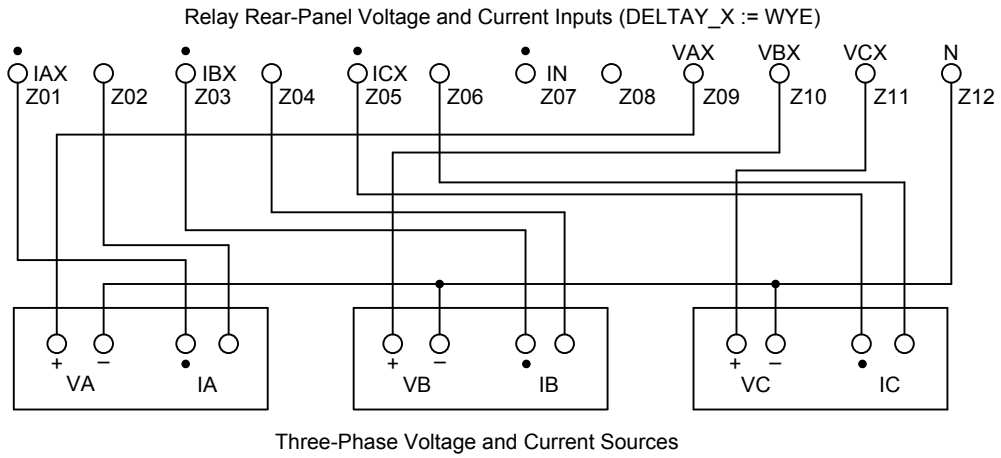 Relay Rear-Panel Voltage and Current Inputs (DELTAY_X := WYE)
IAX IBX ICX IN VAX VBX VCX N
Z01 Z02 Z03 Z04 Z05 Z06 Z07 Z08 Z09 Z10 Z11 Z12
+ – + – + –
VA IA VB IB VC IC
Three-Phase Voltage and Current Sources